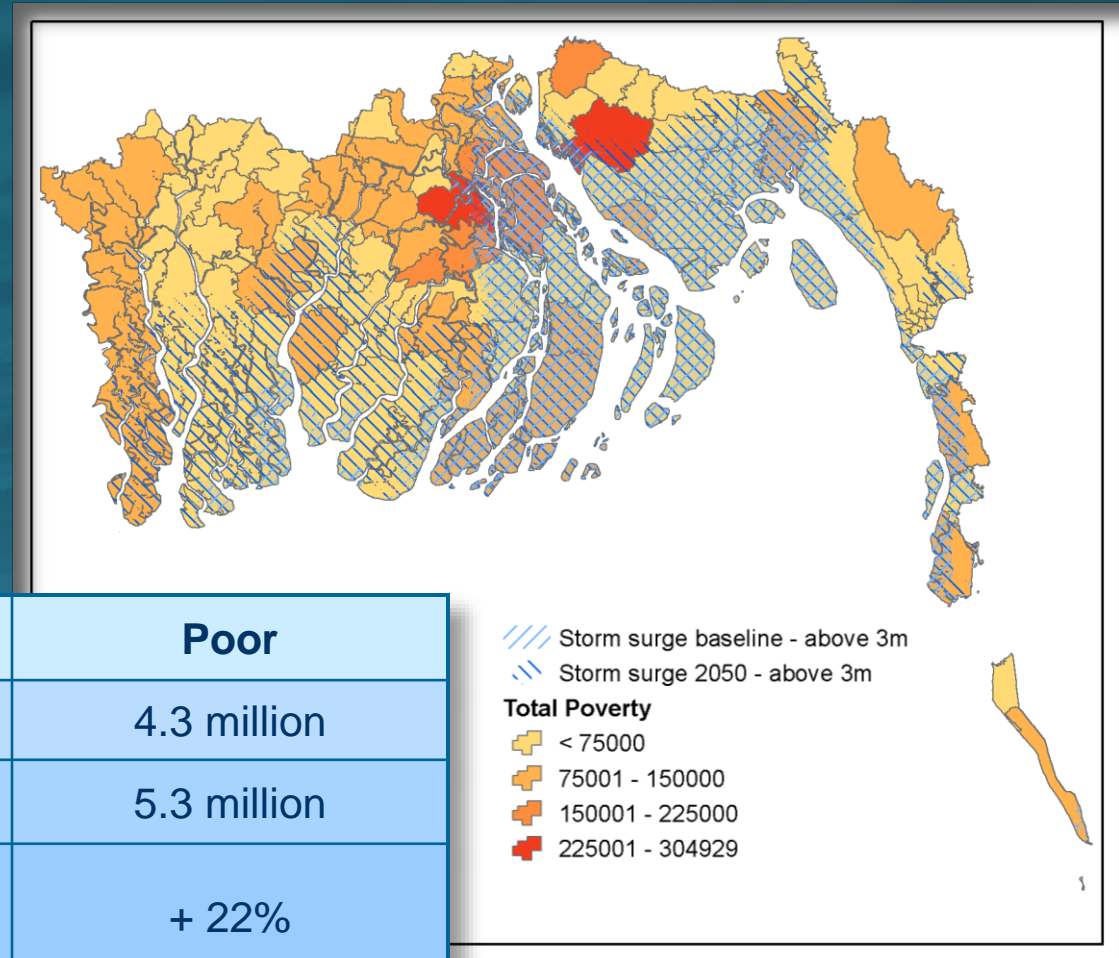 Poor
4.3 million
5.3 million
+ 22%
Storm surge baseline - above 3m
Storm surge 2050 - above 3m
Total Poverty
< 75000
75001 - 150000
150001 - 225000
225001 - 304929